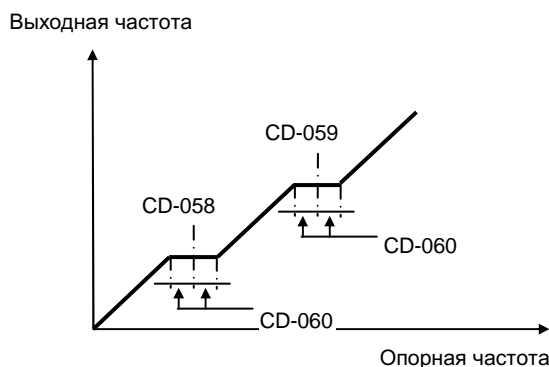 Выходная частота
CD-059
CD-058
CD-060
CD-060
Опорная частота